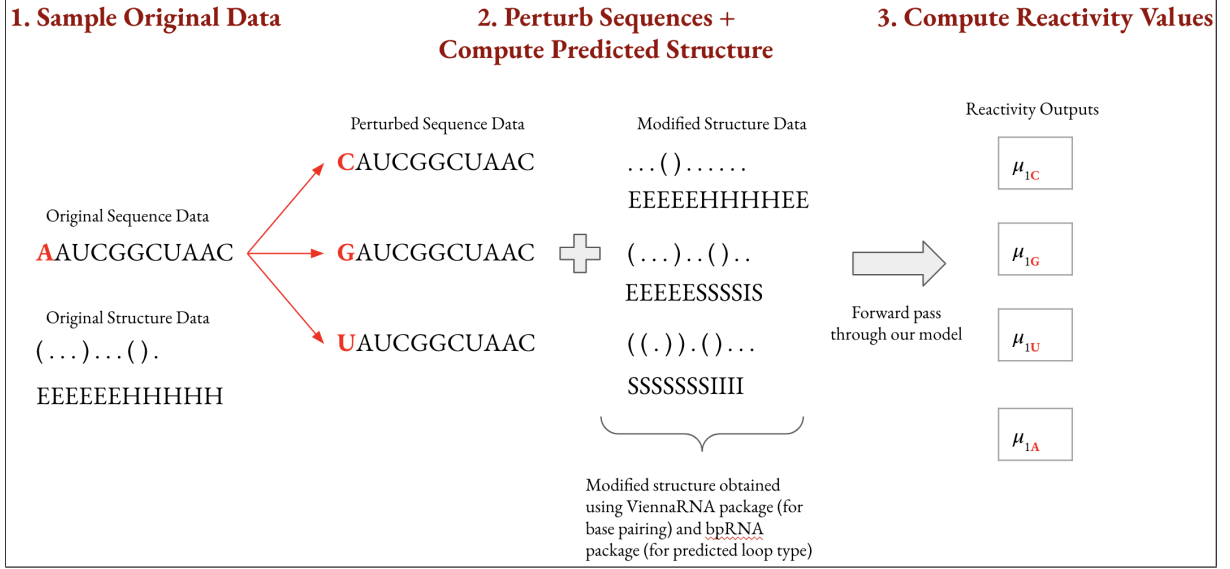 1. Sample Original Data
2. Perturb Sequences +
Compute Predicted Structure
3. Compute Reactivity Values
Original Sequence Data
AAUCGGCUAAC
Original Structure Data
(...)...().
EEEEEEHHHHH
Perturbed Sequence Data
CAUCGGCUAAC
GAUCGGCUAAC
UAUCGGCUAAC
Modified Structure Data
...()......
EEEEEHHHHEE
(...)..()..
EEEEESSSSIS
((.)).()...
SSSSSSSIIII
Modified structure obtained
using ViennaRNA package (for
base pairing) and bpRNA
package (for predicted loop type)
Forward pass
through our model
Reactivity Outputs
μ1C
μ1G
μ1U
μ1A